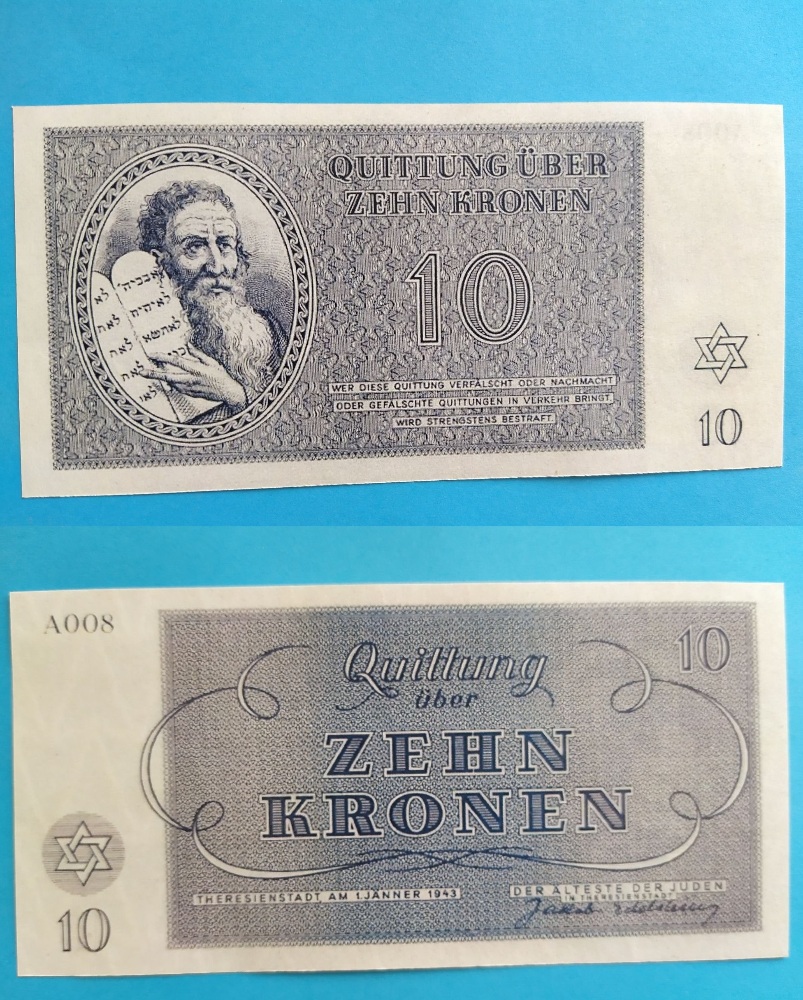 QUITTUNG ÜBER
ZEHN KRONEN
10
WER DIESE QUITTUNG VERFÄLSCHT ODER NACHMACHT
ODER GEFÄLSCHTE QUITTUNGEN IN VERKEHR BRINGT,
WIRD STRENGSTENS BESTRAFT
10
A008
10
Quittung
über
ZEHN
KRONEN
THERESIENSTADT AM 1.JÄNNER 1943
DER ÄLTESTE DER JUDEN
IN THERESIENSTADT
Jakob Edelstein
10